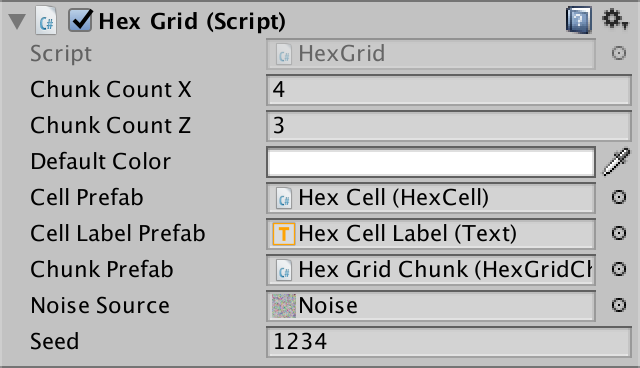 Hex Grid (Script)
Script HexGrid
Chunk Count X 4
Chunk Count Z 3
Default Color
Cell Prefab Hex Cell (HexCell)
Cell Label Prefab Hex Cell Label (Text)
Chunk Prefab Hex Grid Chunk (HexGridCh
Noise Source Noise
Seed 1234